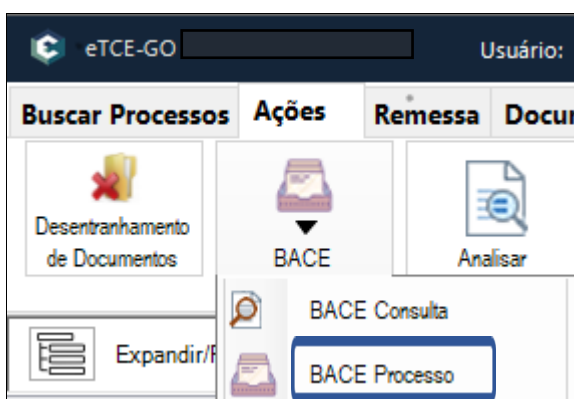 eTCE-GO
Usuário:
Buscar Processos Ações Remessa
Desentranhamento
de Documentos
BACE
Analisar
BACE Consulta
Expandir/
BACE Processo